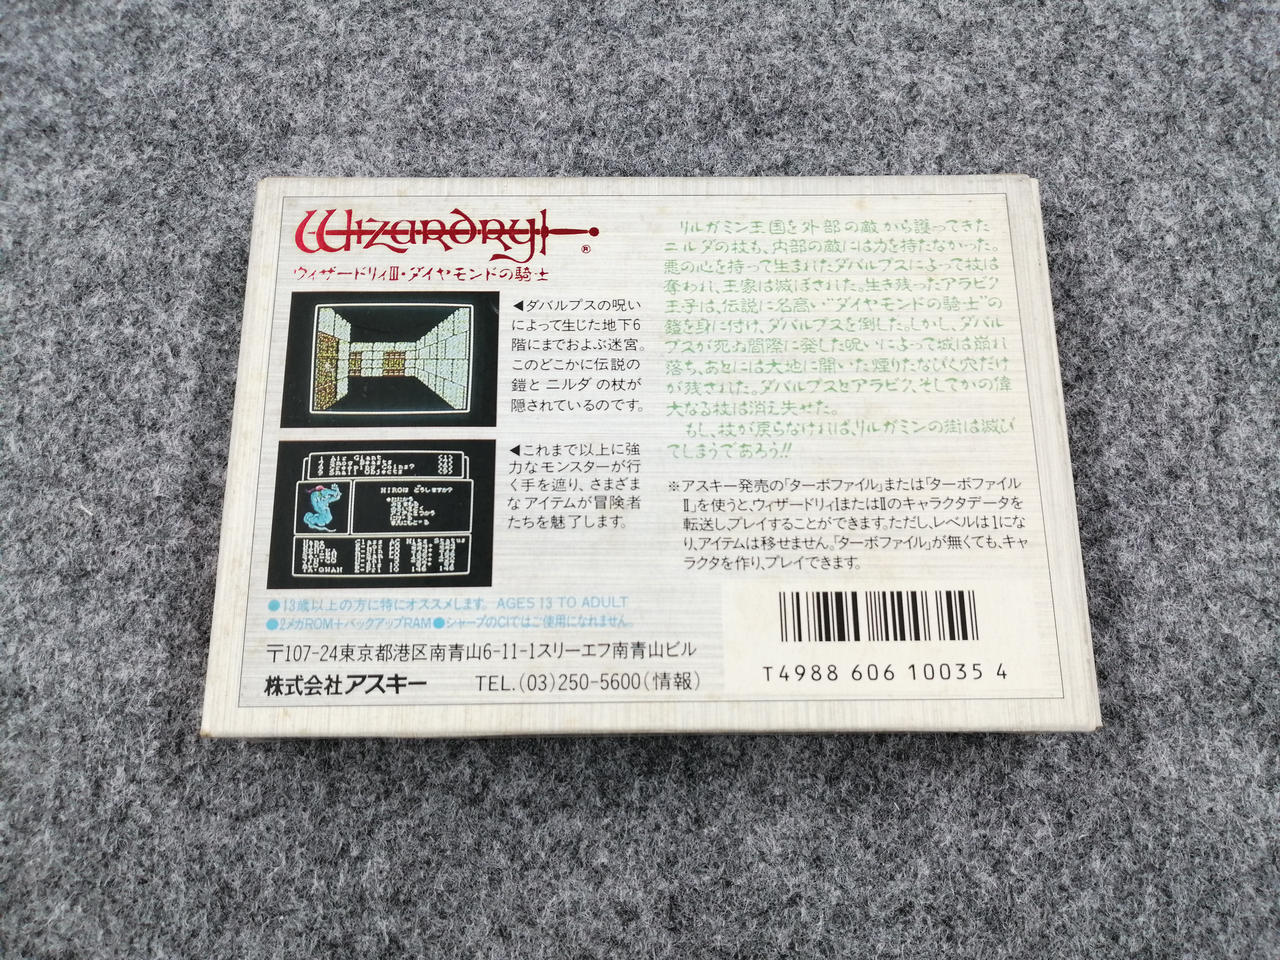 Wizardry®
ウィザードリィⅢ・ダイヤモンドの騎士
◀ダバルプスの呪い
によって生じた地下6
階にまでおよぶ迷宮。
このどこかに伝説の
鎧とニルダの杖が
隠されているのです。
◀これまで以上に強
力なモンスターが行
く手を遮り、さまざま
なアイテムが冒険者
たちを魅了します。
HIROは どうしますか?
●13歳以上の方に特にオススメします。 AGES 13 TO ADULT
●2メガROM+バックアップRAM●シャープのC1ではご使用になれません。
〒107-24東京都港区南青山6-11-1スリーエフ南青山ビル
株式会社アスキー TEL.(03)250-5600(情報)
リルガミン王国を外部の敵から護ってきた
ニルダの杖も、内部の敵には力を持たなかった。
悪の心を持って生まれたダバルプスによって杖は
奪われ、王家は滅ぼされた。生き残ったアラビク
王子は、伝説に名高い"ダイヤモンドの騎士"の
鎧を身に付け、ダバルプスを倒した。しかし、ダバル
プスが死ぬ間際に発した呪いによって城は崩れ
落ち、あとには大地に開いた煙りたなびく穴だけ
が残された。ダバルプスとアラビク、そしてかの偉
大なる杖は消え失せた。
もし、杖が戻らなければ、リルガミンの街は滅び
てしまうであろう!!
※アスキー発売の「ターボファイル」または「ターボファイル
Ⅱ」を使うと、ウィザードリィⅠまたはⅡのキャラクタデータを
転送し、プレイすることができます。ただし、レベルは1にな
り、アイテムは移せません。「ターボファイル」が無くても、キャ
ラクタを作り、プレイできます。
T4988 606 10035 4